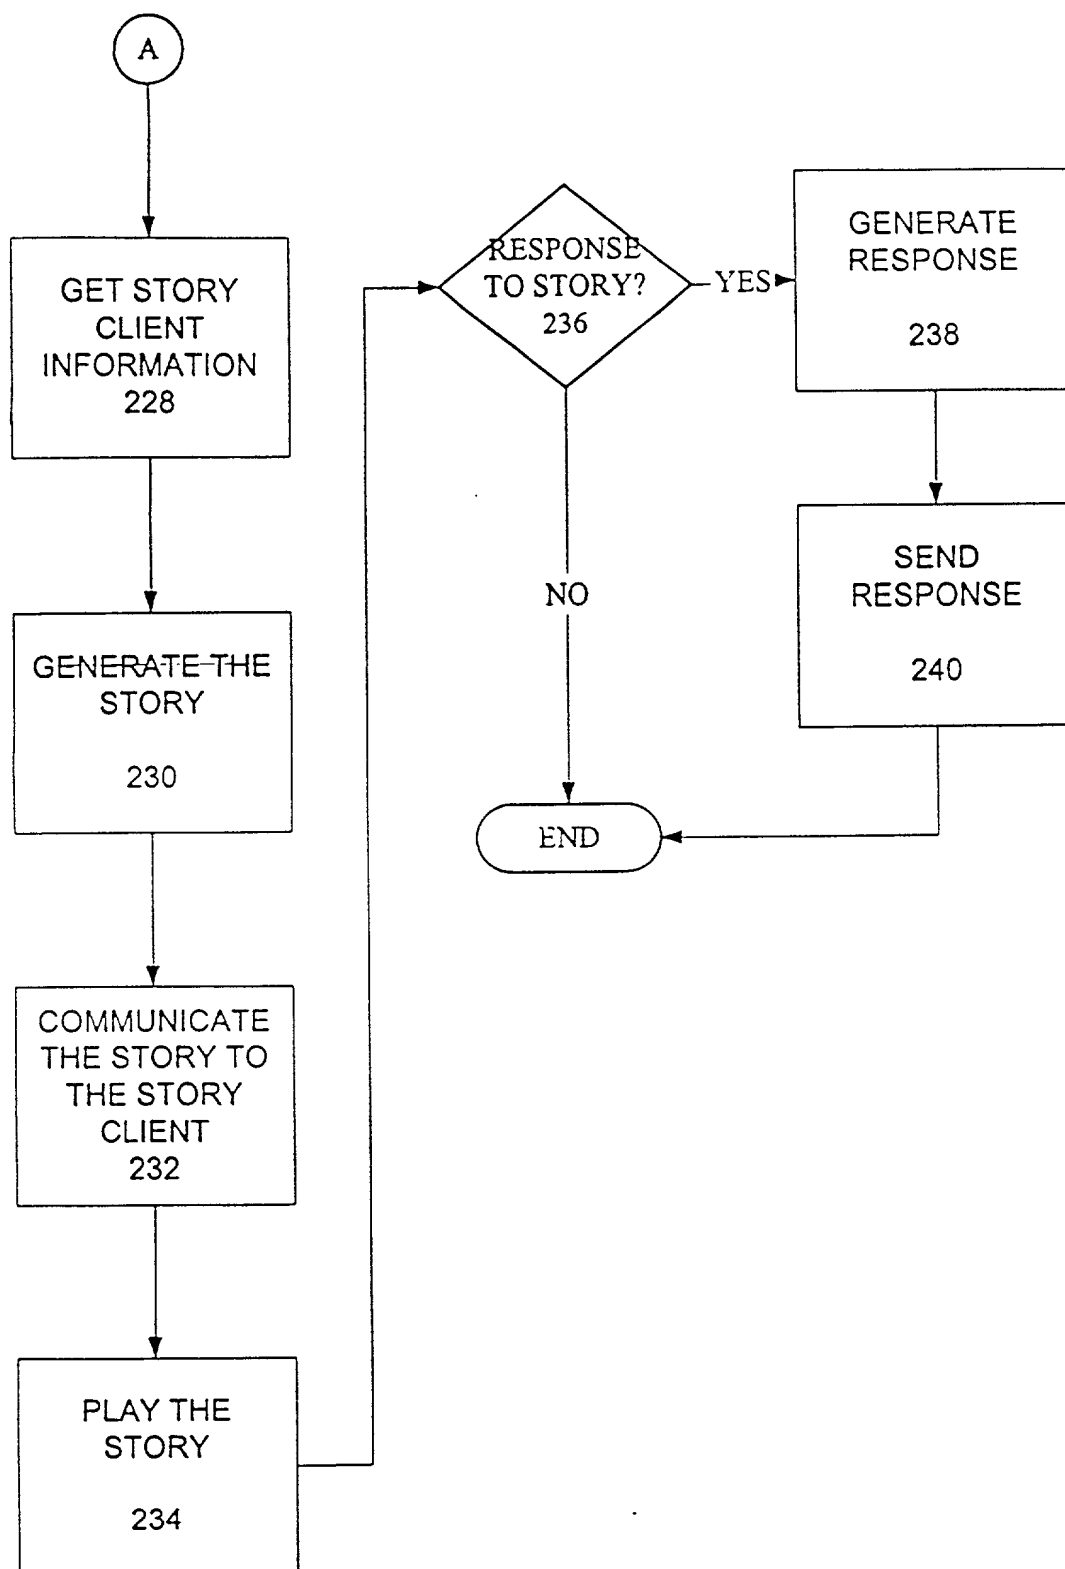 A
GET STORY
CLIENT
INFORMATION
228
GENERATE THE
STORY
230
COMMUNICATE
THE STORY TO
THE STORY
CLIENT
232
PLAY THE
STORY
234
RESPONSE
TO STORY?
236
YES
NO
GENERATE
RESPONSE
238
SEND
RESPONSE
240
END